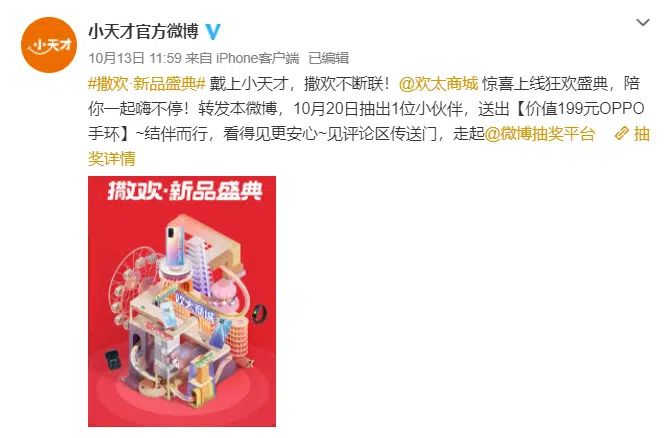 小天才
小天才官方微博
10月13日 11:59 来自 iPhone客户端 已编辑
#撒欢·新品盛典# 戴上小天才，撒欢不断联！@欢太商城 惊喜上线狂欢盛典，陪
你一起嗨不停！转发本微博，10月20日抽出1位小伙伴，送出【价值199元OPPO
手环】~结伴而行，看得见更安心~见评论区传送门，走起@微博抽奖平台 抽
奖详情
撒欢·新品盛典
欢太商城